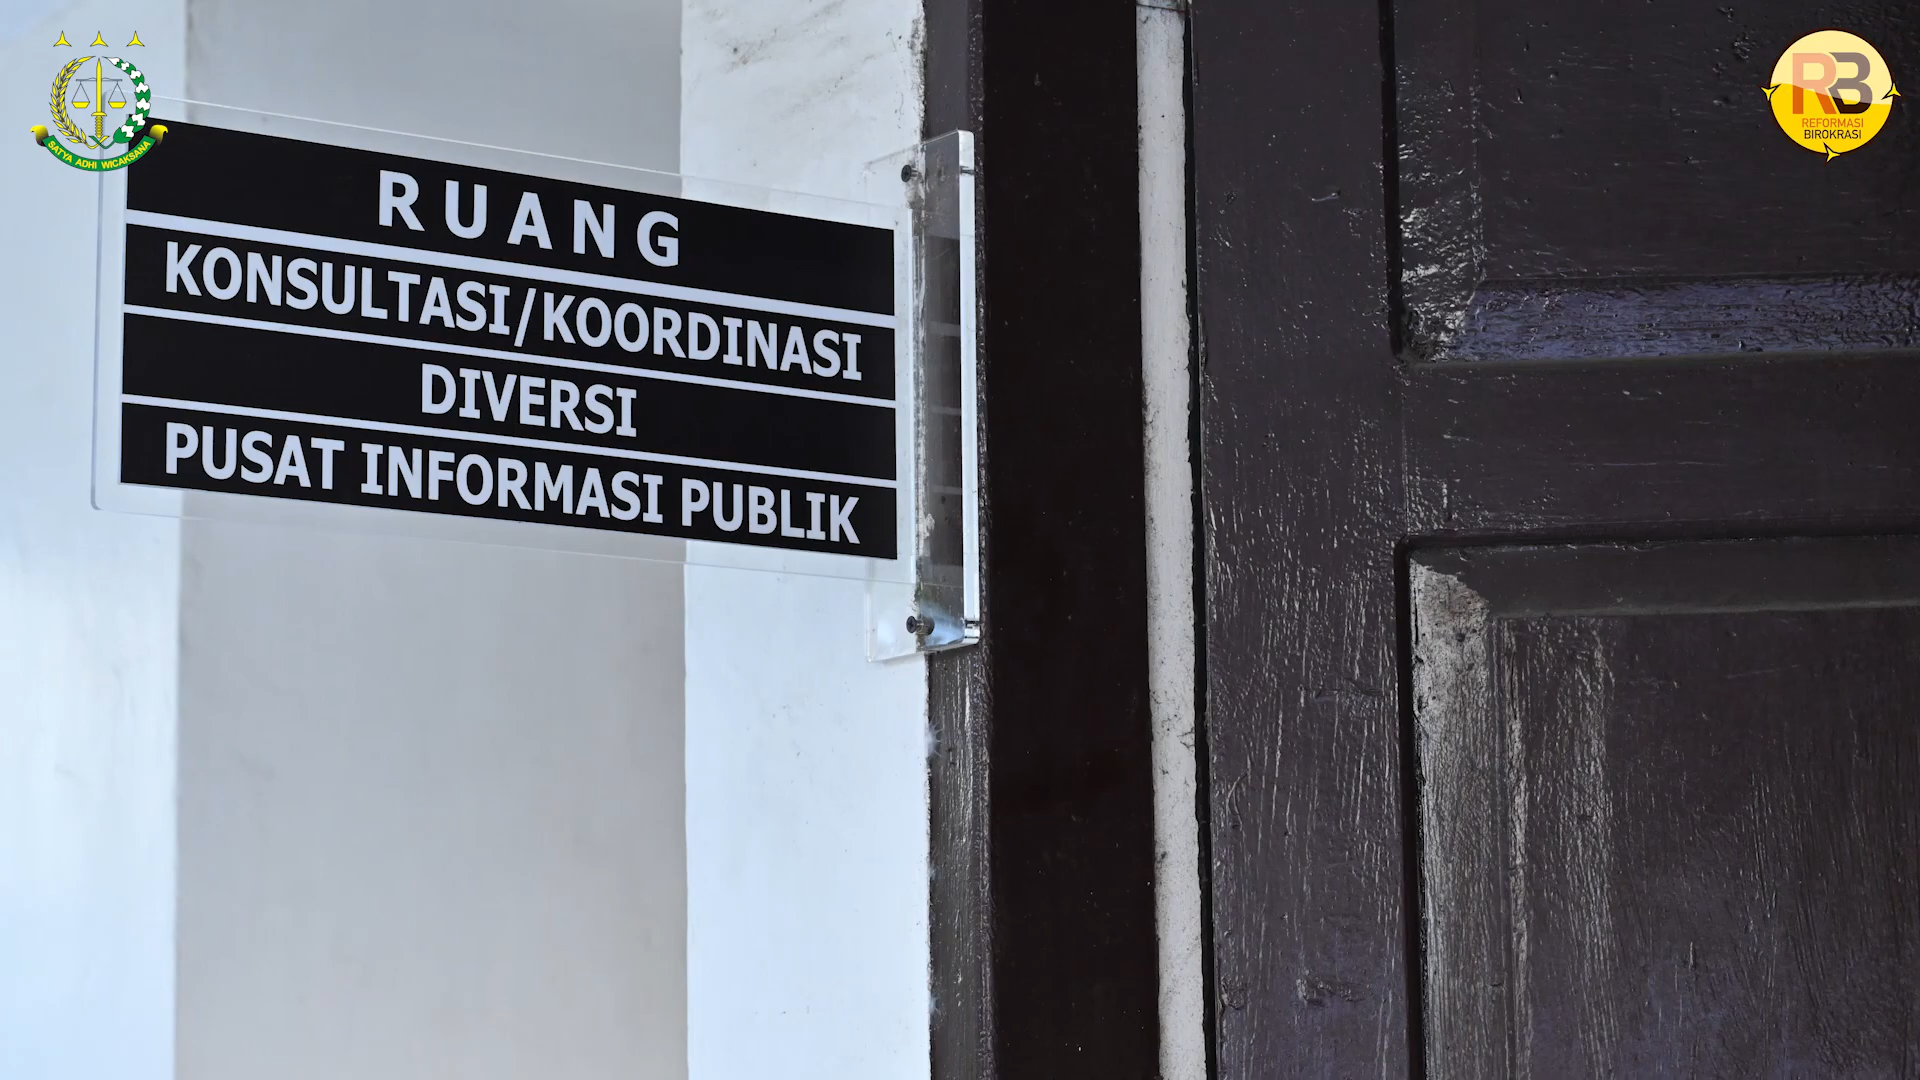 SATYA ADHI WICAKSANA
RB
REFORMASI
BIROKRASI
RUANG
KONSULTASI/KOORDINASI
DIVERSI
PUSAT INFORMASI PUBLIK